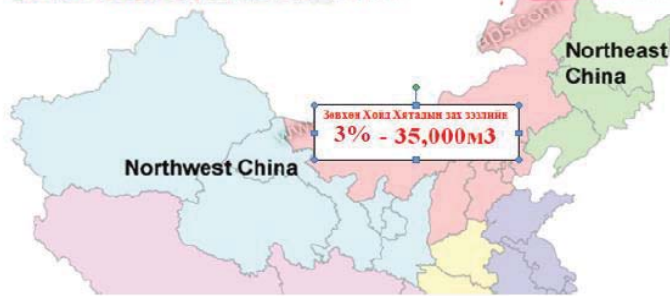 Northeast
China
Зөвхөн Хойд Хятадын зах зээлийн
3% - 35,000м3
Northwest China